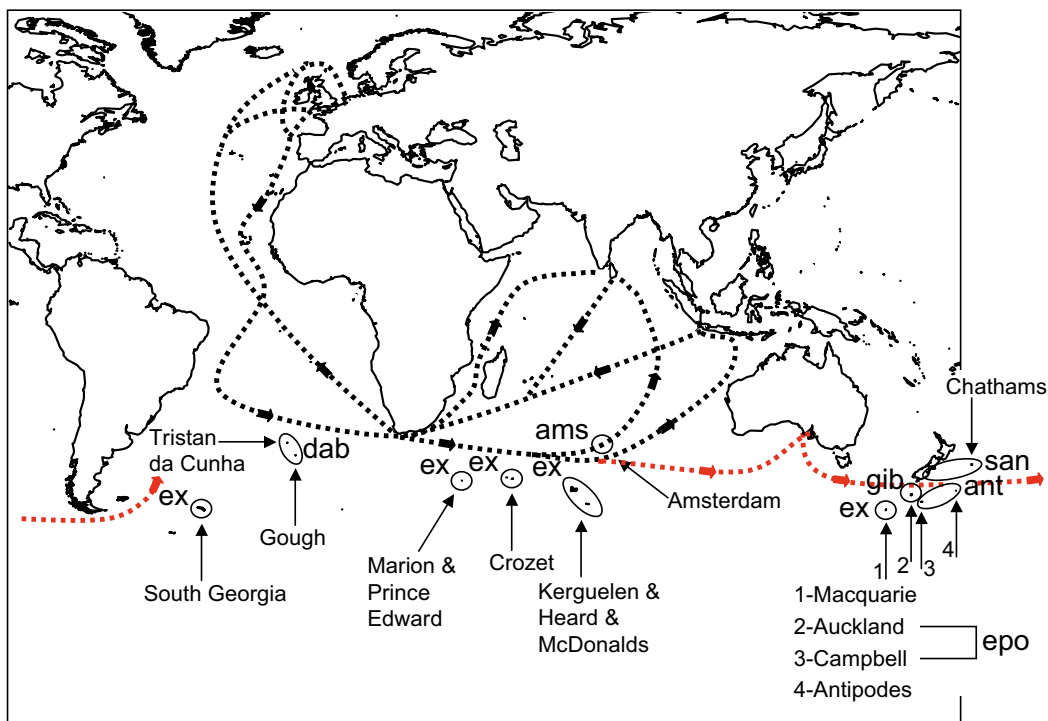 Chathams
Tristan
da Cunha
dab
ams
ex
ex
ex
ex
Amsterdam
gib
san
ant
ex
Gough
South Georgia
Marion &
Prince
Edward
Crozet
Kerguelen &
Heard &
McDonalds
1
2
3
4
1-Macquarie
2-Auckland
3-Campbell
epo
4-Antipodes